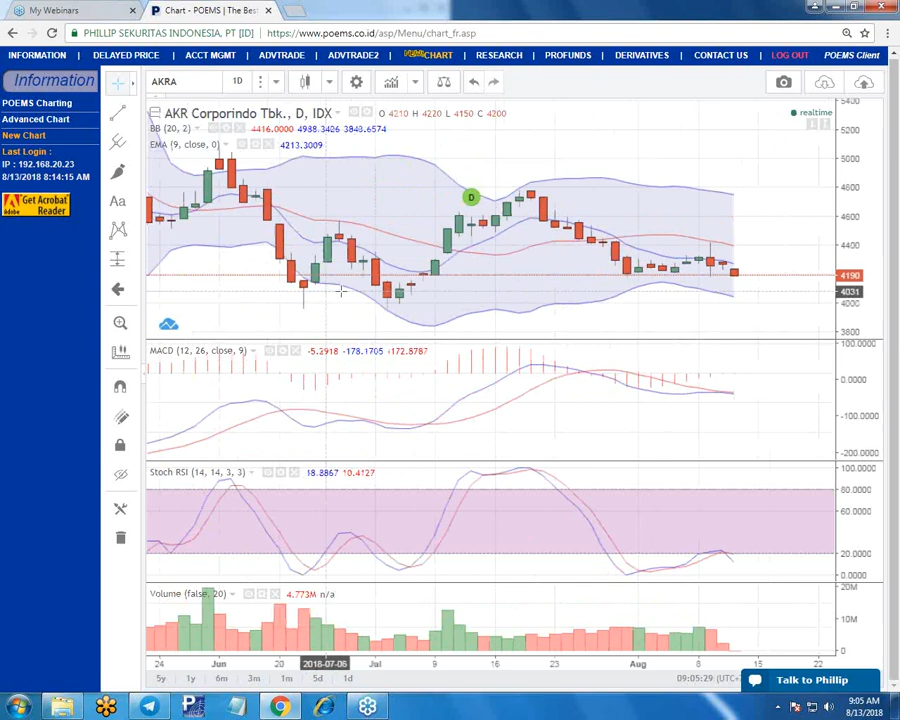 My Webinars
Chart - POEMS | The Bes
PHILLIP SEKURITAS INDONESIA, PT [ID]
https://www.poems.co.id/asp/Menu/chart_fr.asp
INFORMATION
DELAYED PRICE
ACCT MGMT
ADVTRADE
ADVTRADE2
CHART
RESEARCH
PROFUNDS
DERIVATIVES
CONTACT US
LOG OUT
POEMS Client
Information
POEMS Charting
Advanced Chart
New Chart
Last Login :
IP : 192.168.20.23
8/13/2018 8:14:15 AM
Get Acrobat
Reader
AKRA
1D
AKR Corporindo Tbk., D, IDX
O 4210 H 4220 L 4150 C 4200
realtime
BB (20, 2)
4416.0000
EMA (9, close, 0)
4213.3009
D
5400
5000
4800
4600
4400
4190
4031
4000
3800
MACD (12, 26, close, 9)
-5.2918
-178.1705
-172.8787
100.0000
0.0000
-100.0000
-200.0000
Stoch RSI (14, 14, 3, 3)
18.8867
10.4127
100.0000
80.0000
60.0000
20.0000
0.0000
Volume (false, 20)
4.773M
n/a
20M
10M
0
24
Jun
20
2018-07-06
Jul
9
16
23
Aug
8
15
22
5y
1y
6m
3m
1m
5d
1d
09:05:29
Talk to Phillip
9:05 AM
8/13/2018